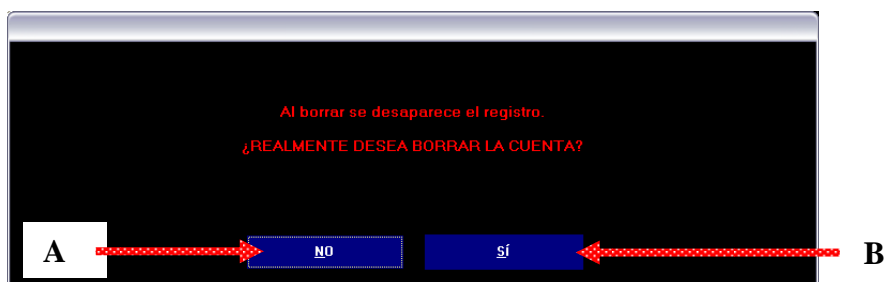 Al borrar se desaparece el registro.
¿REALMENTE DESEA BORRAR LA CUENTA?
A NO SÍ B